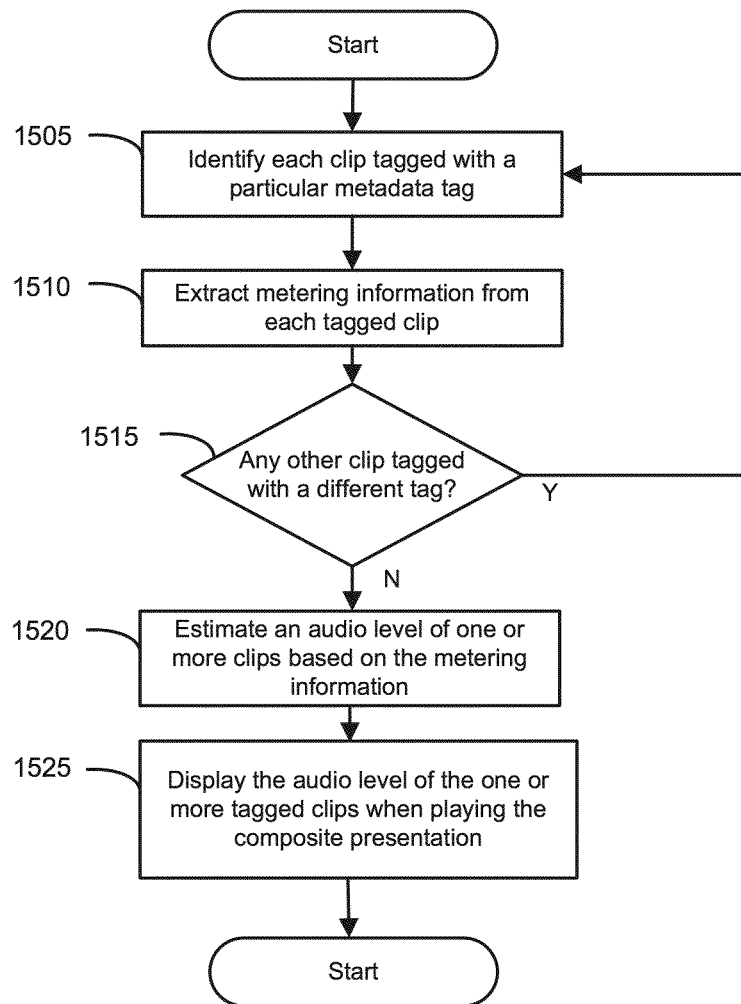 Start
1505
Identify each clip tagged with a
particular metadata tag
1510
Extract metering information from
each tagged clip
1515
Any other clip tagged
with a different tag?
Y
N
1520
Estimate an audio level of one or
more clips based on the metering
information
1525
Display the audio level of the one or
more tagged clips when playing the
composite presentation
Start